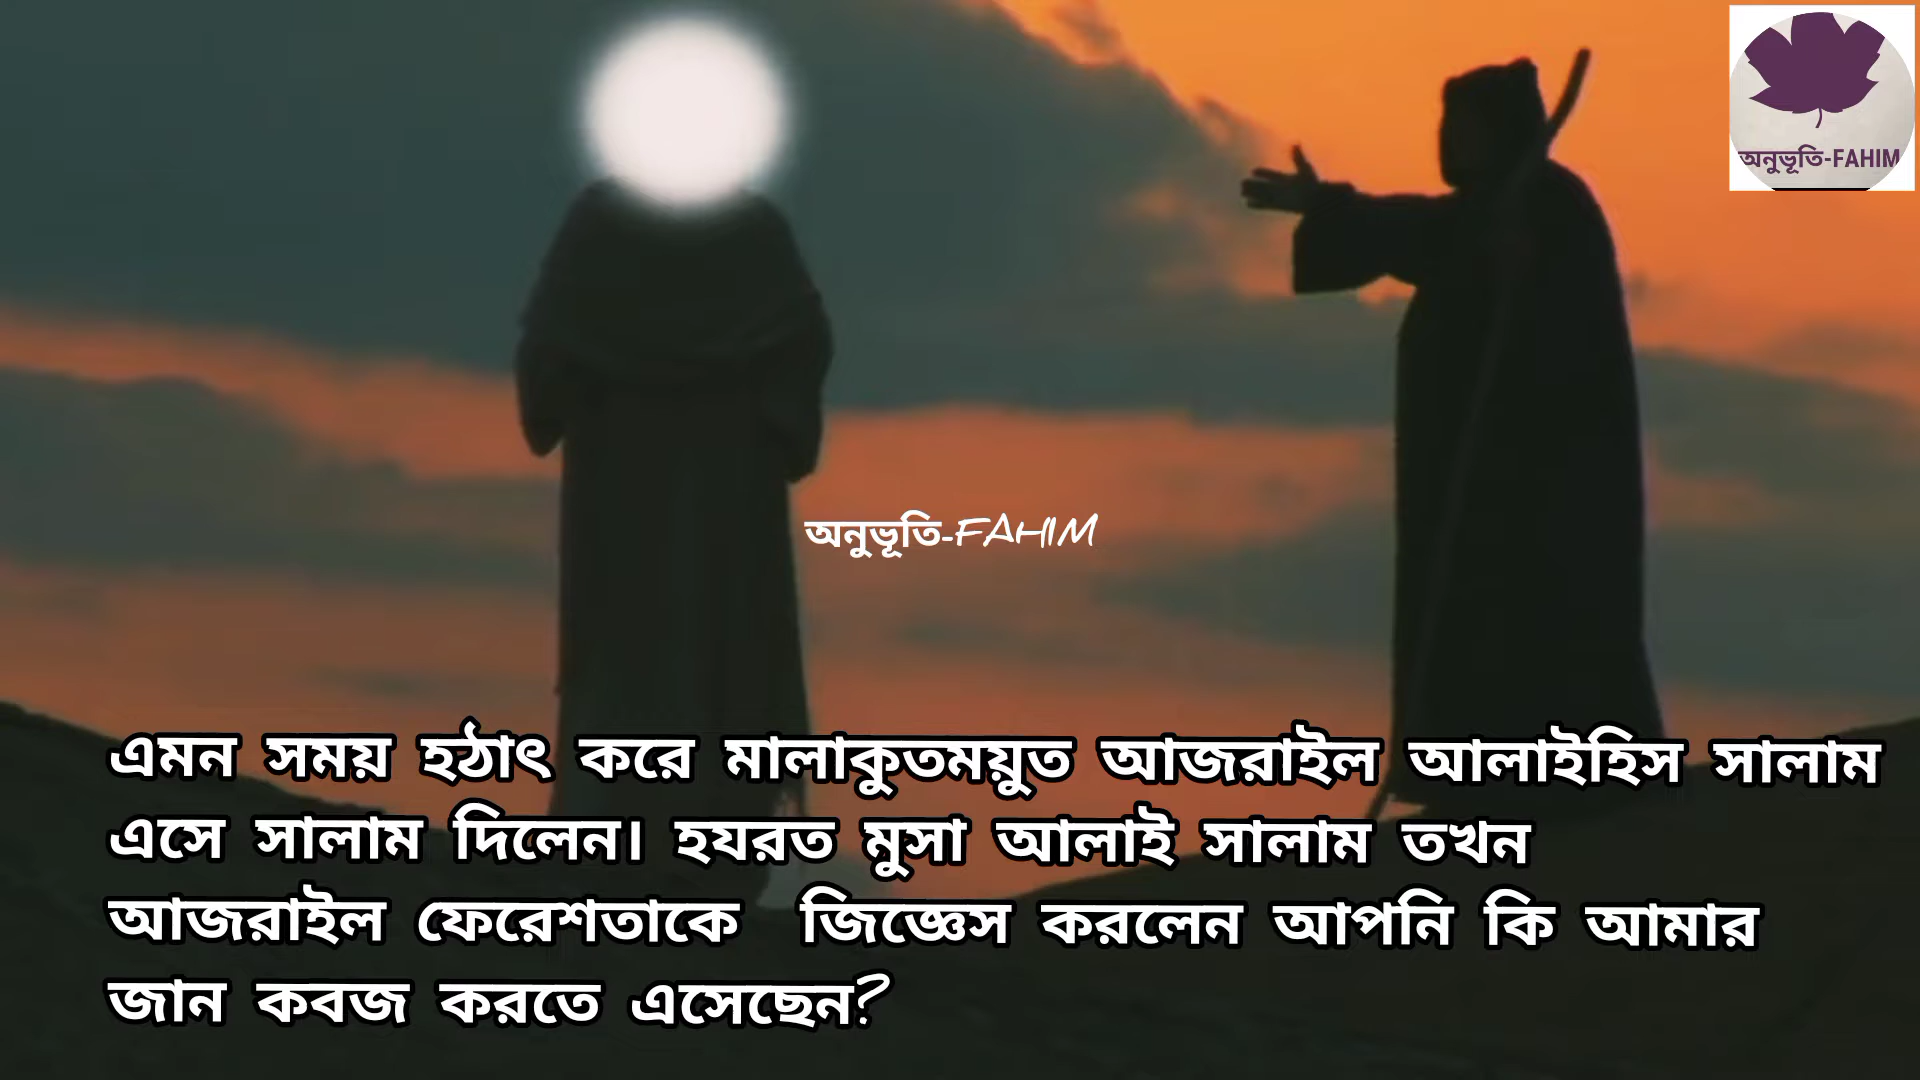 অনুভূতি-FAHIM
অনুভূতি-FAHIM
এমন সময় হঠাৎ করে মালাকুতময়ুত আজরাইল আলাইহিস সালাম
এসে সালাম দিলেন। হযরত মুসা আলাই সালাম তখন
আজরাইল ফেরেশতাকে জিজ্ঞেস করলেন আপনি কি আমার
জান কবজ করতে এসেছেন?